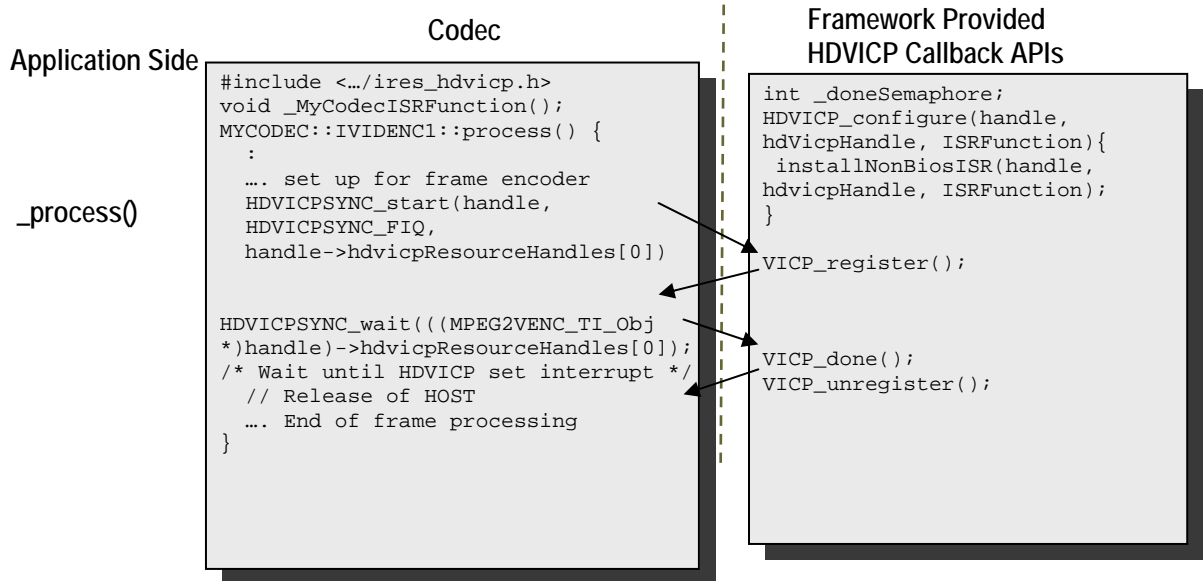 Application Side
_process()
Codec
#include <…/ires_hdvicp.h>
void _MyCodecISRFunction();
MYCODEC::IVIDENC1::process() {
:
…. set up for frame encoder
HDVICPSYNC_start(handle,
HDVICPSYNC_FIQ,
handle->hdvicpResourceHandles[0])
HDVICPSYNC_wait(((MPEG2VENC_TI_Obj
*)handle)->hdvicpResourceHandles[0]);
/* Wait until HDVICP set interrupt */
// Release of HOST
…. End of frame processing
}
Framework Provided
HDVICP Callback APIs
int _doneSemaphore;
HDVICP_configure(handle,
hdVicpHandle, ISRFunction){
installNonBiosISR(handle,
hdvicpHandle, ISRFunction);
}
VICP_register();
VICP_done();
VICP_unregister();